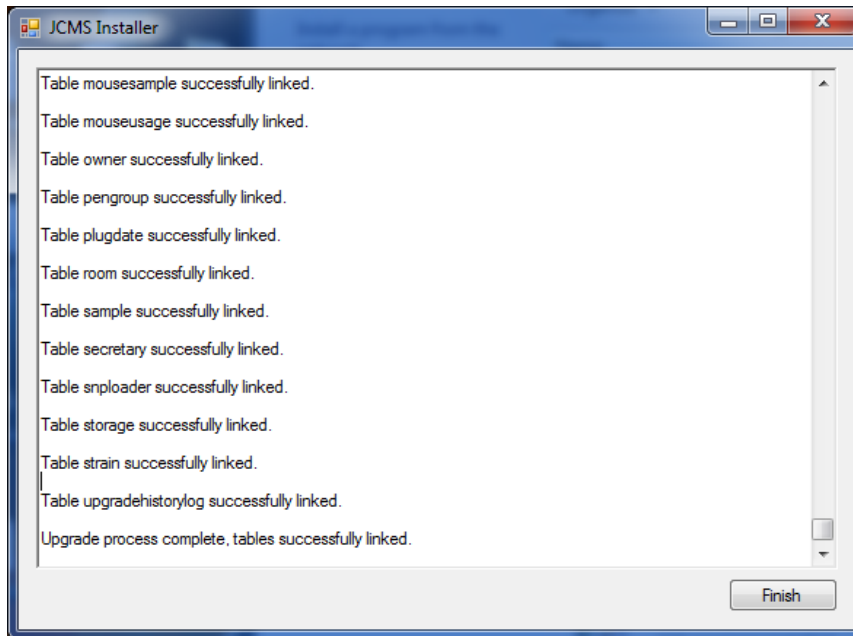 JCMS Installer
Table mousesample successfully linked.
Table mouseusage successfully linked.
Table owner successfully linked.
Table pengroup successfully linked.
Table plugdate successfully linked.
Table room successfully linked.
Table sample successfully linked.
Table secretary successfully linked.
Table snploader successfully linked.
Table storage successfully linked.
Table strain successfully linked.
Table upgradehistorylog successfully linked.
Upgrade process complete, tables successfully linked.
Finish